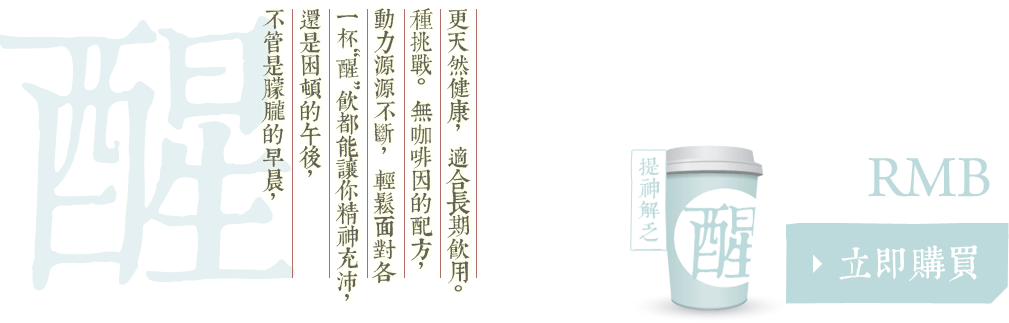 醒
不管是朦朧的早晨，
還是困頓的午後，
一杯“醒”飲都能讓你精神充沛，
動力源源不斷，輕鬆面對各
種挑戰。無咖啡因的配方，
更天然健康，適合長期飲用。
提神解乏
醒
RMB
立即購買